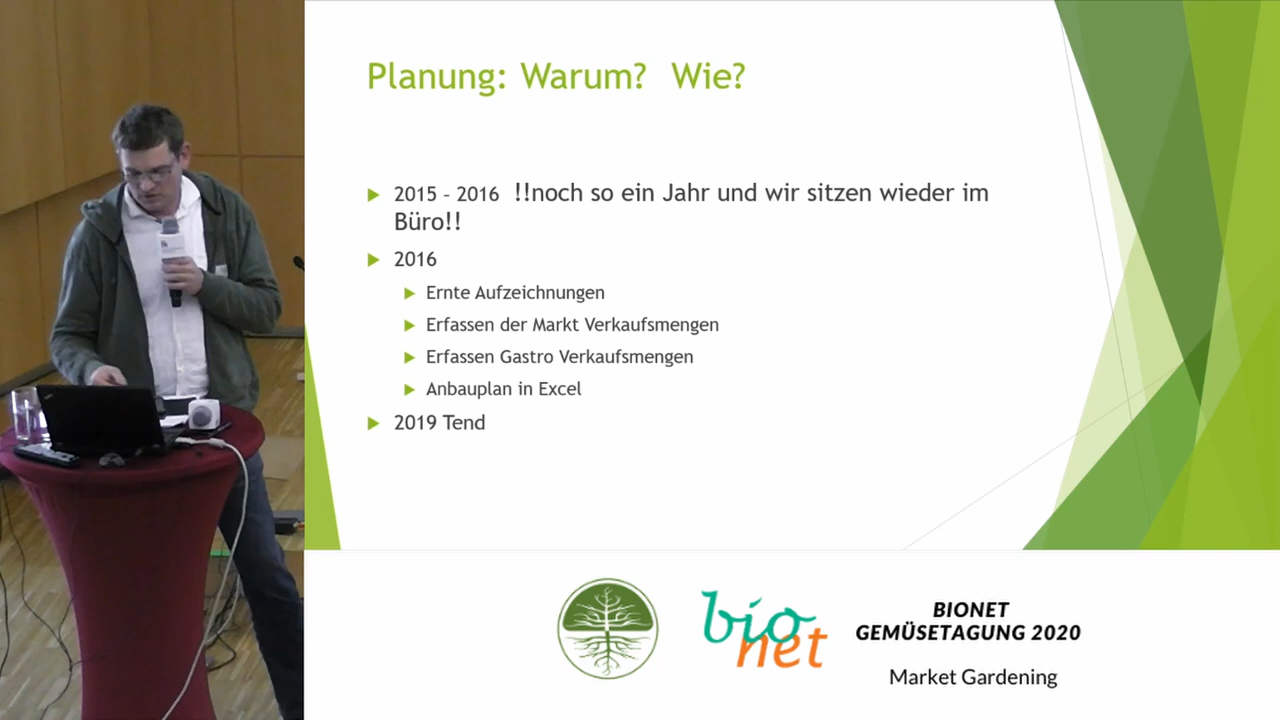 Planung: Warum? Wie?
2015 - 2016 !!noch so ein Jahr und wir sitzen wieder im
Büro!!
2016
Ernte Aufzeichnungen
Erfassen der Markt Verkaufsmengen
Erfassen Gastro Verkaufsmengen
Anbauplan in Excel
2019 Tend
bio
net
BIONET
GEMÜSETAGUNG 2020
Market Gardening